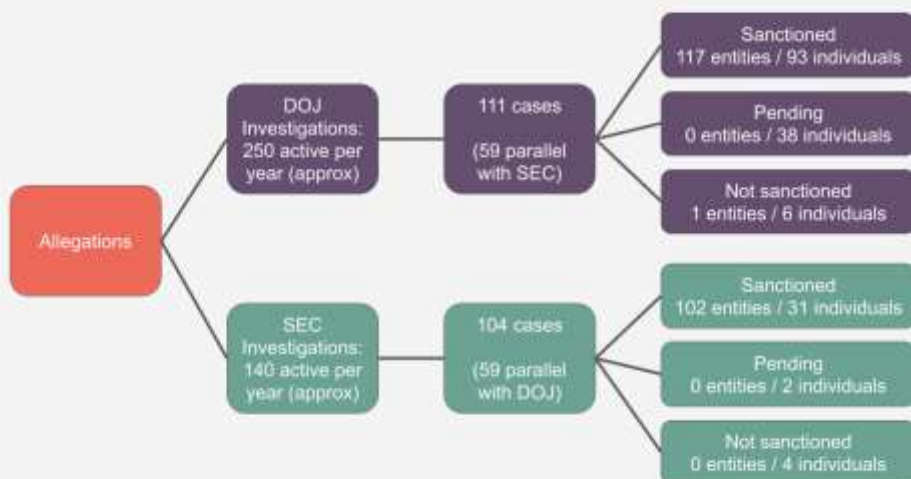 Allegations
DOJ
Investigations:
250 active per
year (approx)
111 cases
(59 parallel
with SEC)
Sanctioned
117 entities / 93 individuals
Pending
0 entities / 38 individuals
Not sanctioned
1 entities / 6 individuals
SEC
Investigations:
140 active per
year (approx)
104 cases
(59 parallel
with DOJ)
Sanctioned
102 entities / 31 individuals
Pending
0 entities / 2 individuals
Not sanctioned
0 entities / 4 individuals